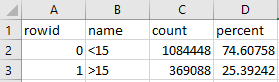 A B C D
1 rowid name count percent
2 0 <15 1084448 74.60758
3 1 >15 369088 25.39242